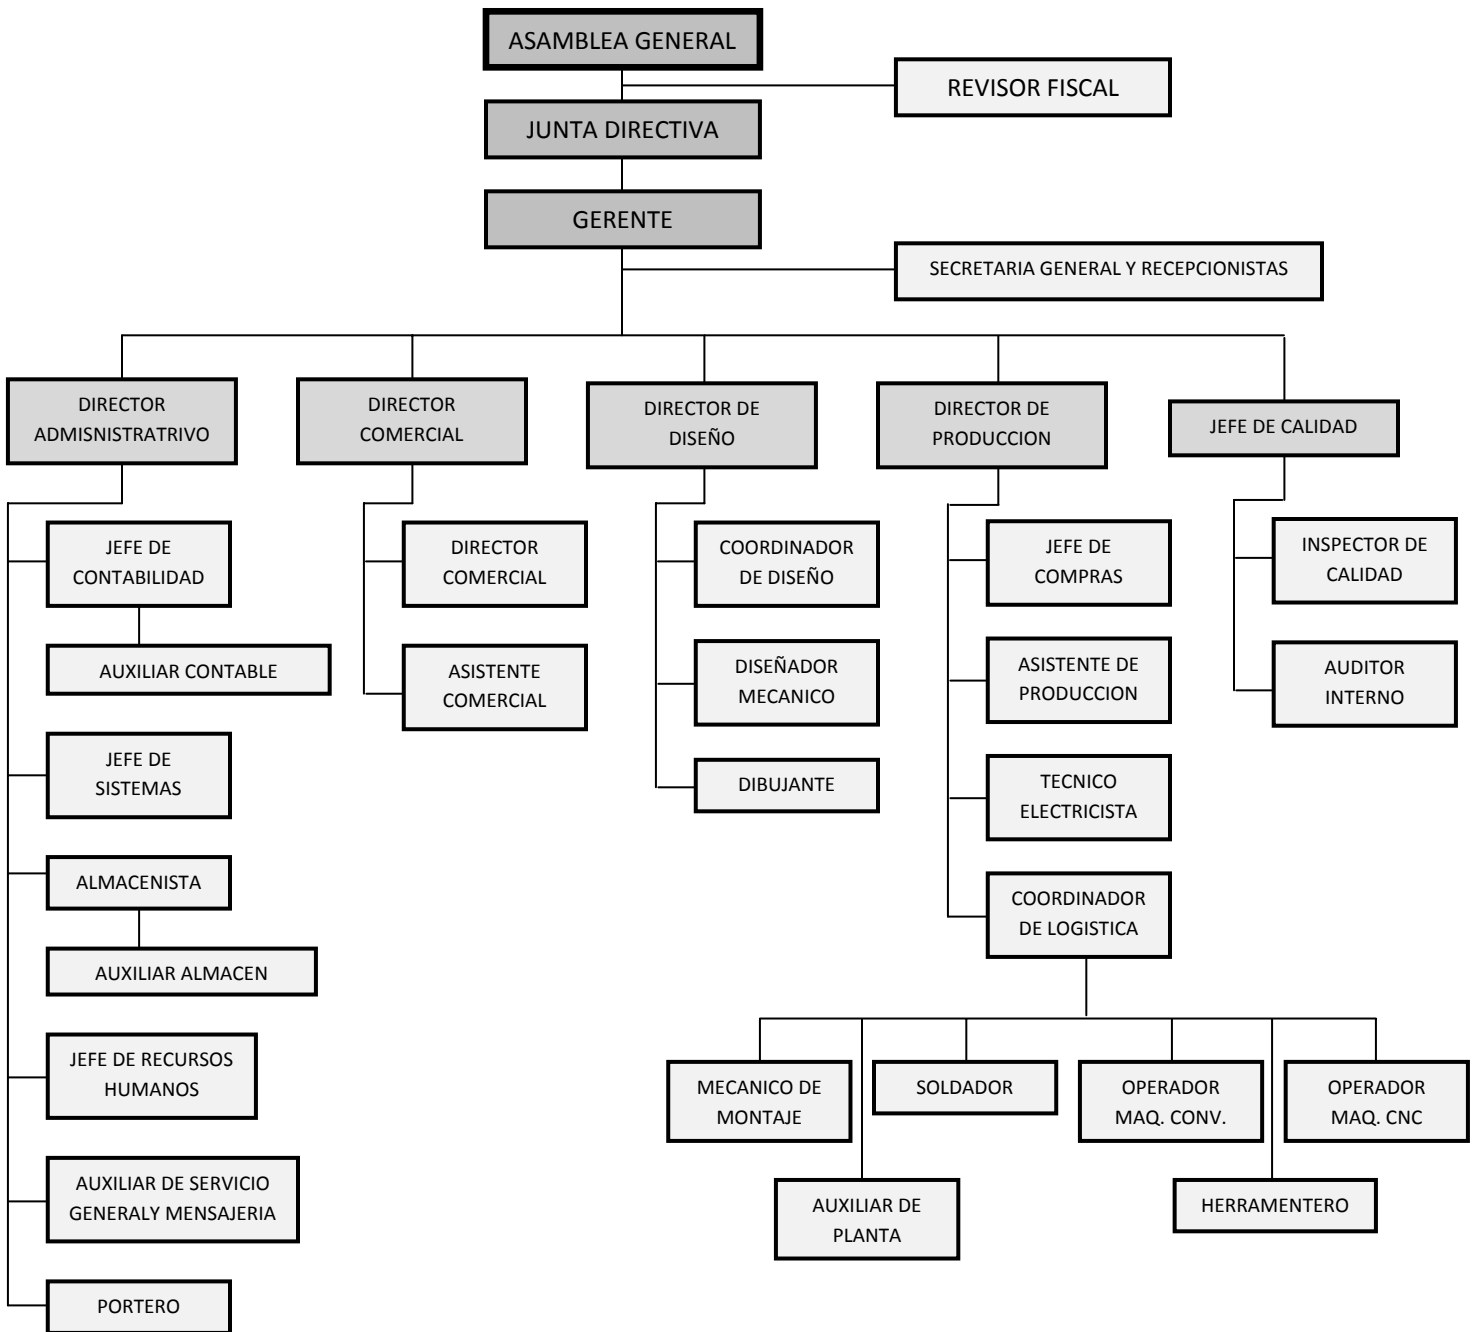 ASAMBLEA GENERAL
REVISOR FISCAL
JUNTA DIRECTIVA
GERENTE
SECRETARIA GENERAL Y RECEPCIONISTAS
DIRECTOR
ADMISNISTRATRIVO
DIRECTOR
COMERCIAL
DIRECTOR DE
DISEÑO
DIRECTOR DE
PRODUCCION
JEFE DE CALIDAD
JEFE DE
CONTABILIDAD
AUXILIAR CONTABLE
JEFE DE
SISTEMAS
ALMACENISTA
AUXILIAR ALMACEN
JEFE DE RECURSOS
HUMANOS
AUXILIAR DE SERVICIO
GENERALY MENSAJERIA
PORTERO
DIRECTOR
COMERCIAL
ASISTENTE
COMERCIAL
COORDINADOR
DE DISEÑO
DISEÑADOR
MECANICO
DIBUJANTE
JEFE DE
COMPRAS
ASISTENTE DE
PRODUCCION
TECNICO
ELECTRICISTA
COORDINADOR
DE LOGISTICA
INSPECTOR DE
CALIDAD
AUDITOR
INTERNO
MECANICO DE
MONTAJE
SOLDADOR
OPERADOR
MAQ. CONV.
OPERADOR
MAQ. CNC
AUXILIAR DE
PLANTA
HERRAMENTERO